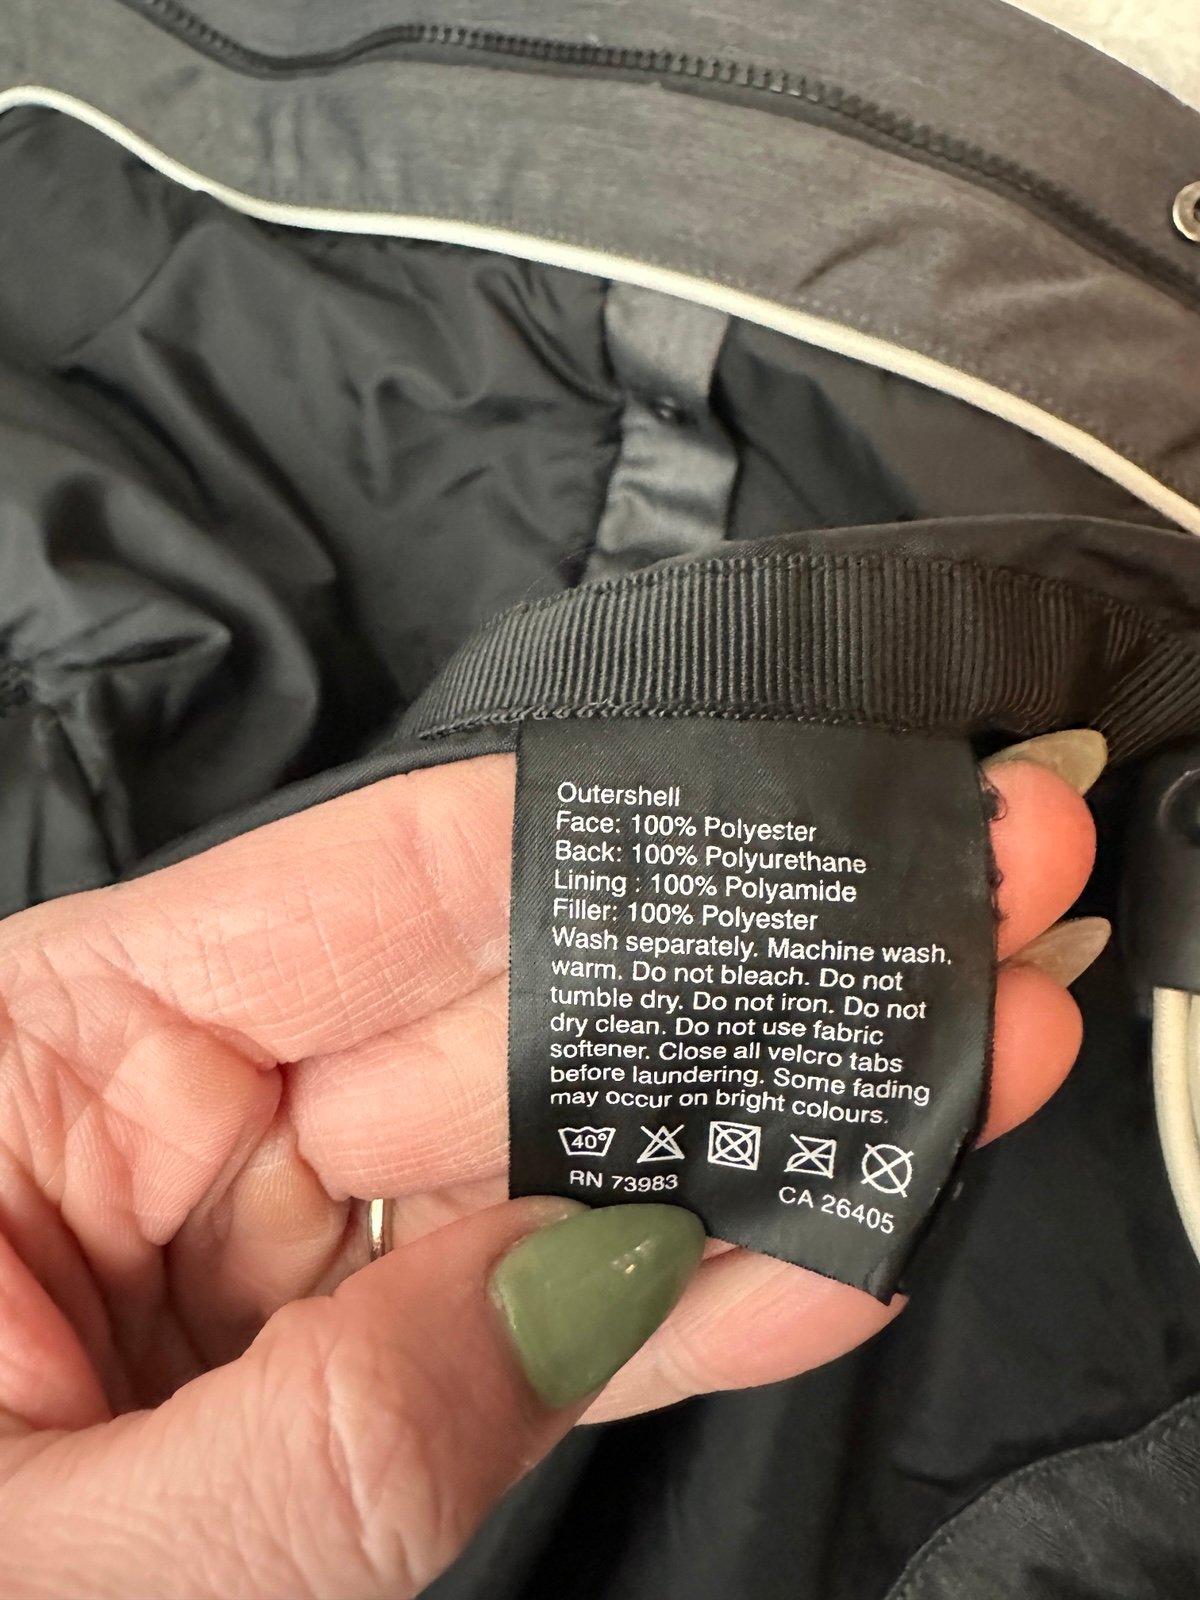 Outershell
Face: 100% Polyester
Back: 100% Polyurethane
Lining : 100% Polyamide
Filler: 100% Polyester
Wash separately. Machine wash.
warm. Do not bleach. Do not
tumble dry. Do not iron. Do not
dry clean. Do not use fabric
softener. Close all velcro tabs
before laundering. Some fading
may occur on bright colours.
40°
RN 73983
CA 26405